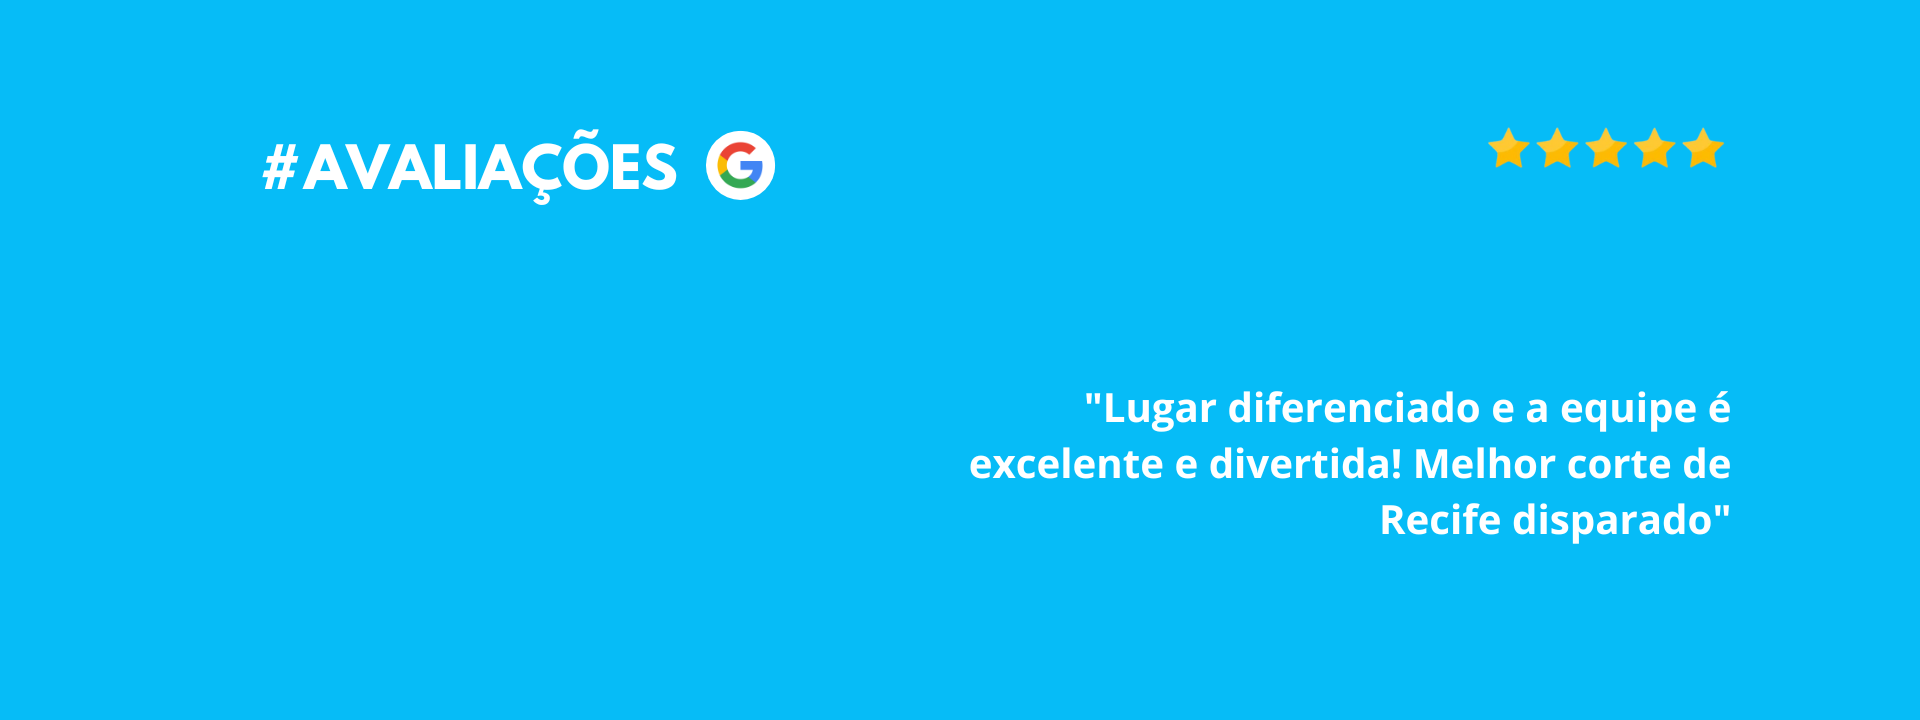 #AVALIAÇÕES
"Lugar diferenciado e a equipe é
excelente e divertida! Melhor corte de
Recife disparado"